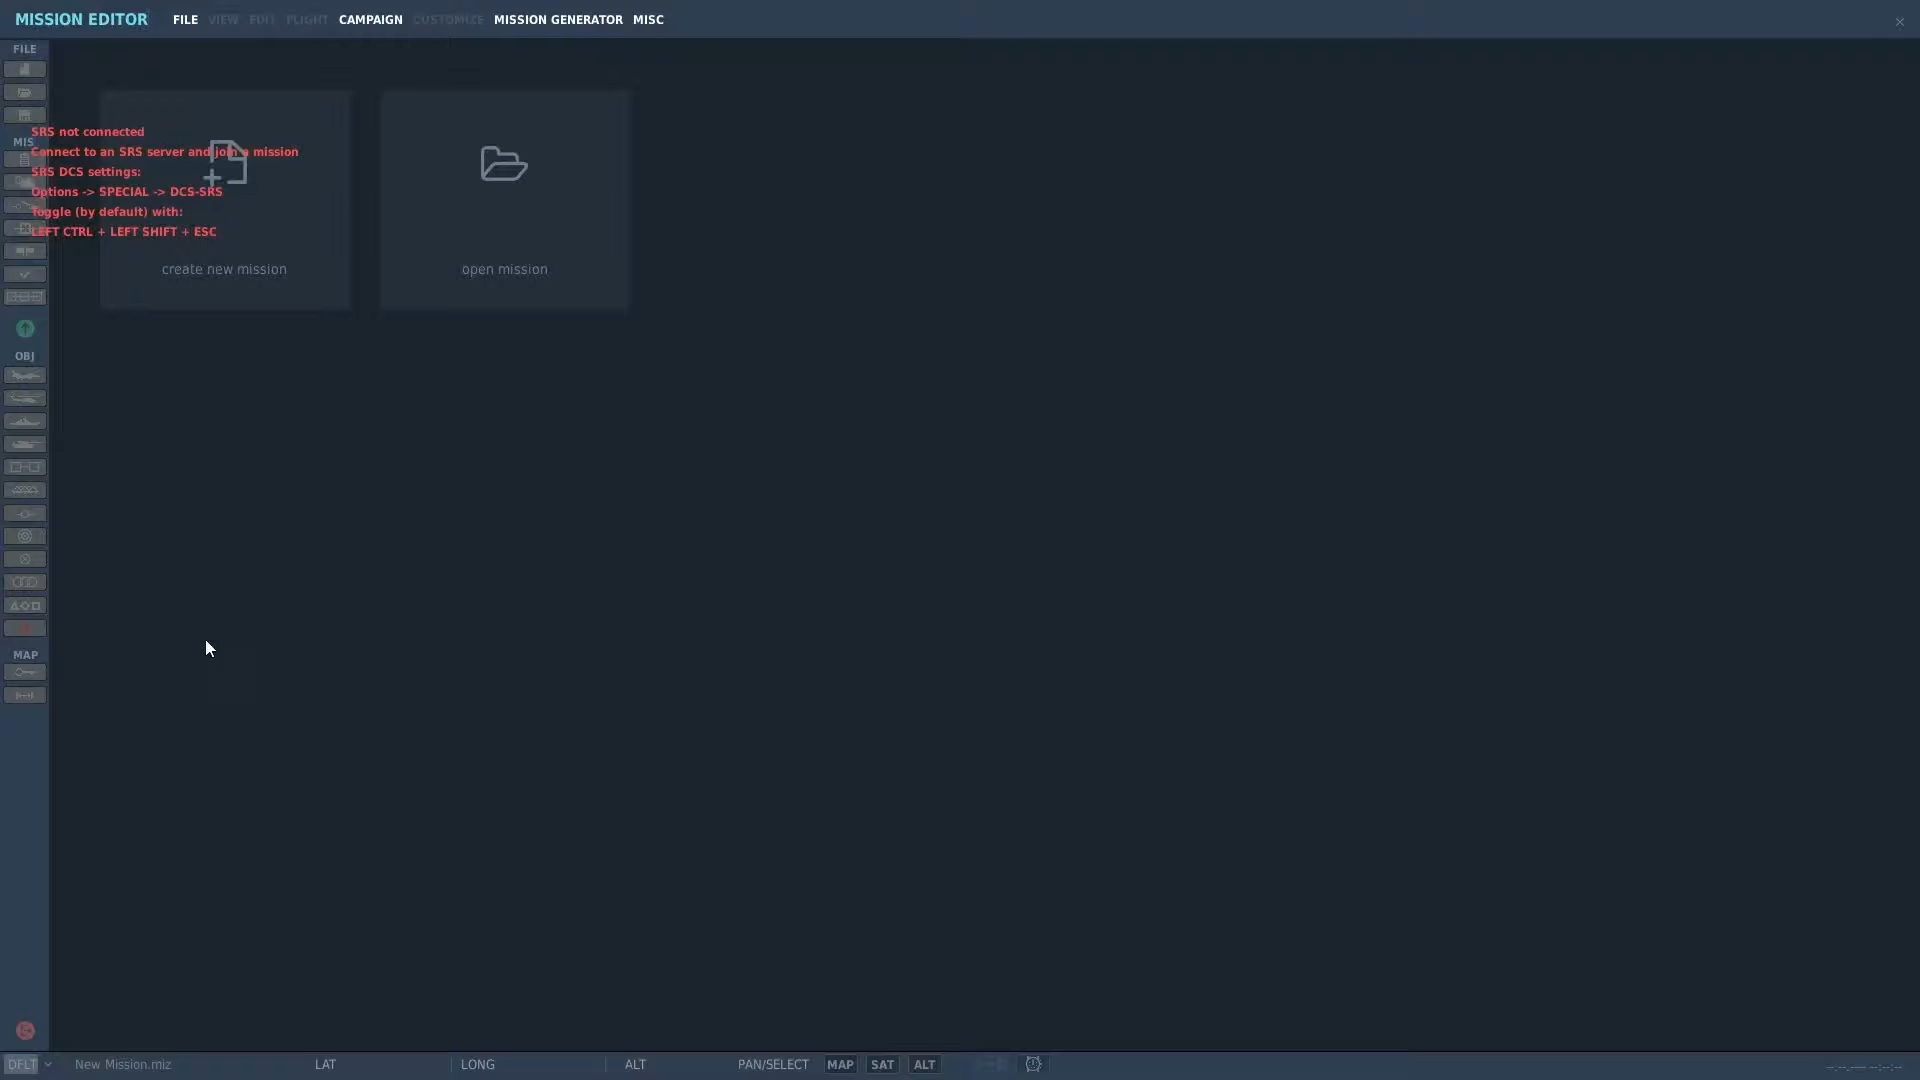 MISSION EDITOR FILE VIEW EDIT FLIGHT CAMPAIGN CUSTOMIZE MISSION GENERATOR MISC
FILE
MIS
SRS not connected
Connect to an SRS server and join a mission
SRS DCS settings:
Options -> SPECIAL -> DCS-SRS
Toggle (by default) with:
LEFT CTRL + LEFT SHIFT + ESC
create new mission
open mission
OBJ
MAP
DFLT New Mission.miz LAT LONG ALT PAN/SELECT MAP SAT ALT --.--.---- --:--:--